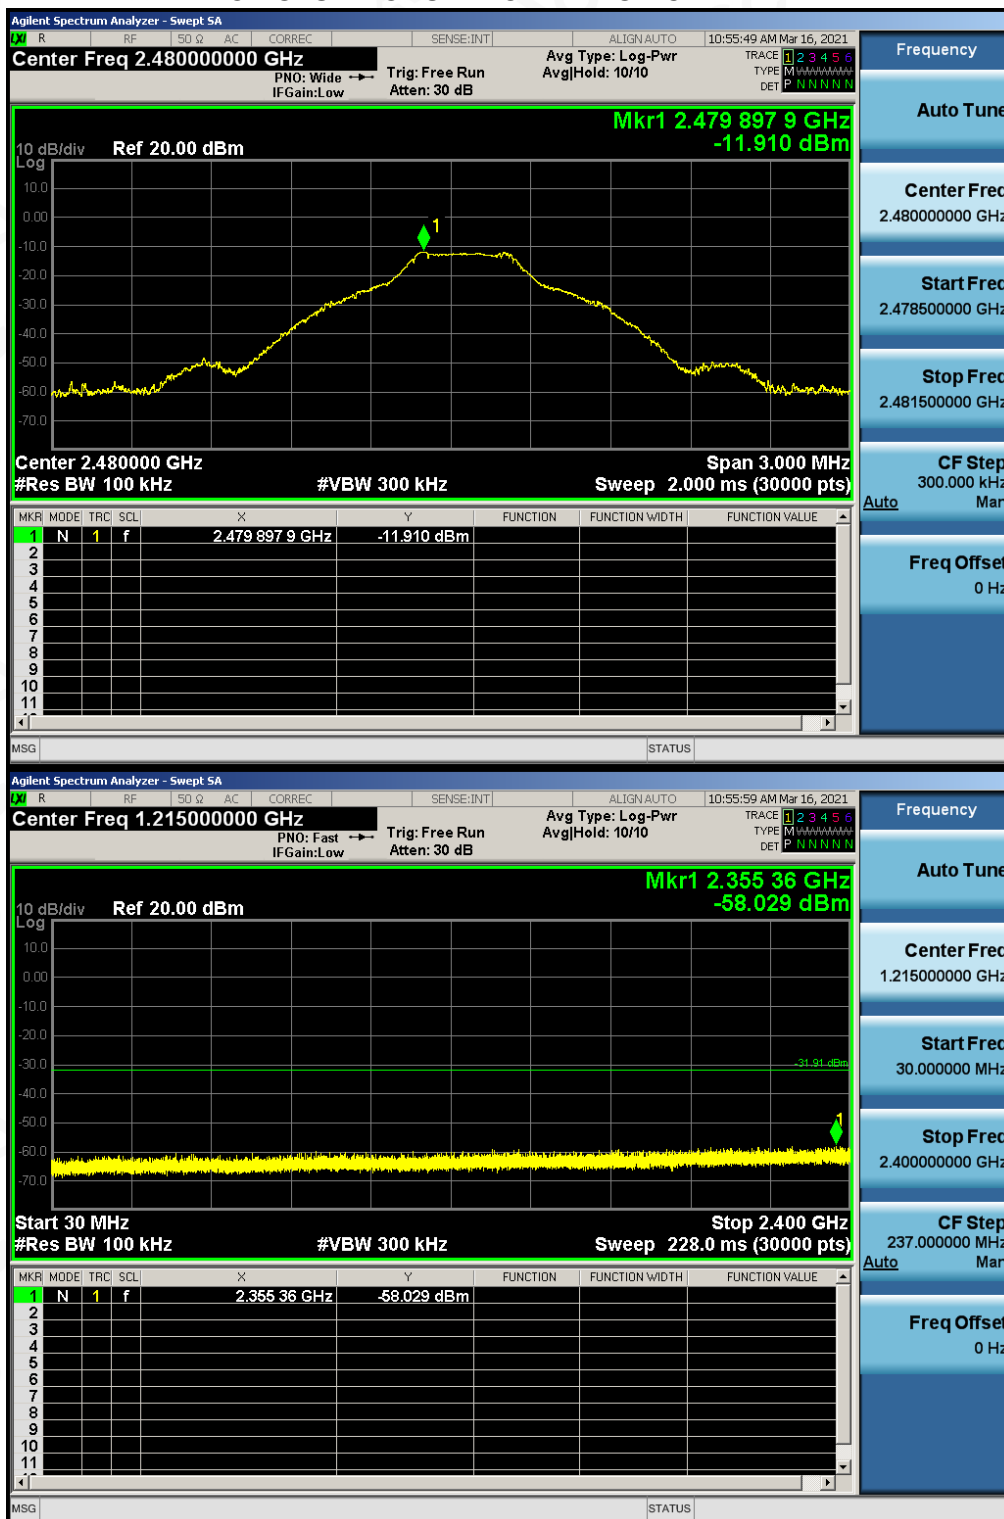 Agilent Spectrum Analyzer - Swept SA
LXI R RF 50 Ω AC CORREC SENSE:INT ALIGN AUTO 10:55:49 AM Mar 16, 2021
Center Freq 2.480000000 GHz
PNO: Wide
IFGain:Low
Trig: Free Run
Atten: 30 dB
Avg Type: Log-Pwr
Avg|Hold: 10/10
TRACE 1 2 3 4 5 6
TYPE M
DET P N N N N N
Mkr1 2.479 897 9 GHz
-11.910 dBm
10 dB/div Ref 20.00 dBm
Log
10.0
0.00
-10.0
-20.0
-30.0
-40.0
-50.0
-60.0
-70.0
1
Center 2.480000 GHz Span 3.000 MHz
#Res BW 100 kHz #VBW 300 kHz Sweep 2.000 ms (30000 pts)
MKR MODE TRC SCL X Y FUNCTION FUNCTION WIDTH FUNCTION VALUE
1 N 1 f 2.479 897 9 GHz -11.910 dBm
2
3
4
5
6
7
8
9
10
11
MSG STATUS
Frequency
Auto Tune
Center Freq
2.480000000 GHz
Start Freq
2.478500000 GHz
Stop Freq
2.481500000 GHz
CF Step
300.000 kHz
Auto Man
Freq Offset
0 Hz
Agilent Spectrum Analyzer - Swept SA
LXI R RF 50 Ω AC CORREC SENSE:INT ALIGN AUTO 10:55:59 AM Mar 16, 2021
Center Freq 1.215000000 GHz
PNO: Fast
IFGain:Low
Trig: Free Run
Atten: 30 dB
Avg Type: Log-Pwr
Avg|Hold: 10/10
TRACE 1 2 3 4 5 6
TYPE M
DET P N N N N N
Mkr1 2.355 36 GHz
-58.029 dBm
10 dB/div Ref 20.00 dBm
Log
10.0
0.00
-10.0
-20.0
-30.0
-40.0
-50.0
-60.0
-70.0
-31.91 dBm
1
Start 30 MHz Stop 2.400 GHz
#Res BW 100 kHz #VBW 300 kHz Sweep 228.0 ms (30000 pts)
MKR MODE TRC SCL X Y FUNCTION FUNCTION WIDTH FUNCTION VALUE
1 N 1 f 2.355 36 GHz -58.029 dBm
2
3
4
5
6
7
8
9
10
11
MSG STATUS
Frequency
Auto Tune
Center Freq
1.215000000 GHz
Start Freq
30.000000 MHz
Stop Freq
2.400000000 GHz
CF Step
237.000000 MHz
Auto Man
Freq Offset
0 Hz